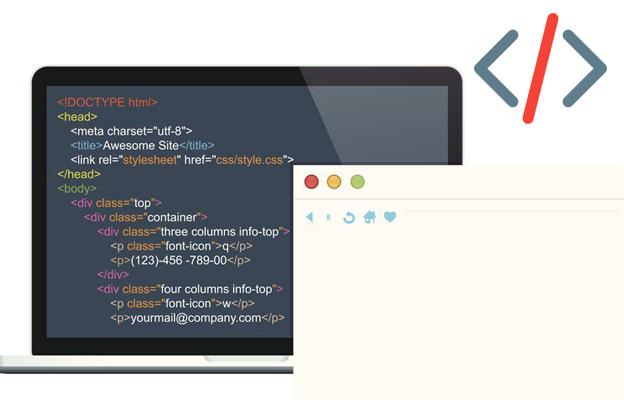 <!DOCTYPE html>
<head>
<meta charset="utf-8">
<title>Awesome Site</title>
<link rel="stylesheet" href="css/style.css">
</head>
<body>
<div class="top">
<div class="container">
<div class="three columns info-top">
<p class="font-icon">q</p>
<p>(123)-456 -789-00</p>
</div>
<div class="four columns info-top">
<p class="font-icon">w</p>
<p>yourmail@company.com</p>